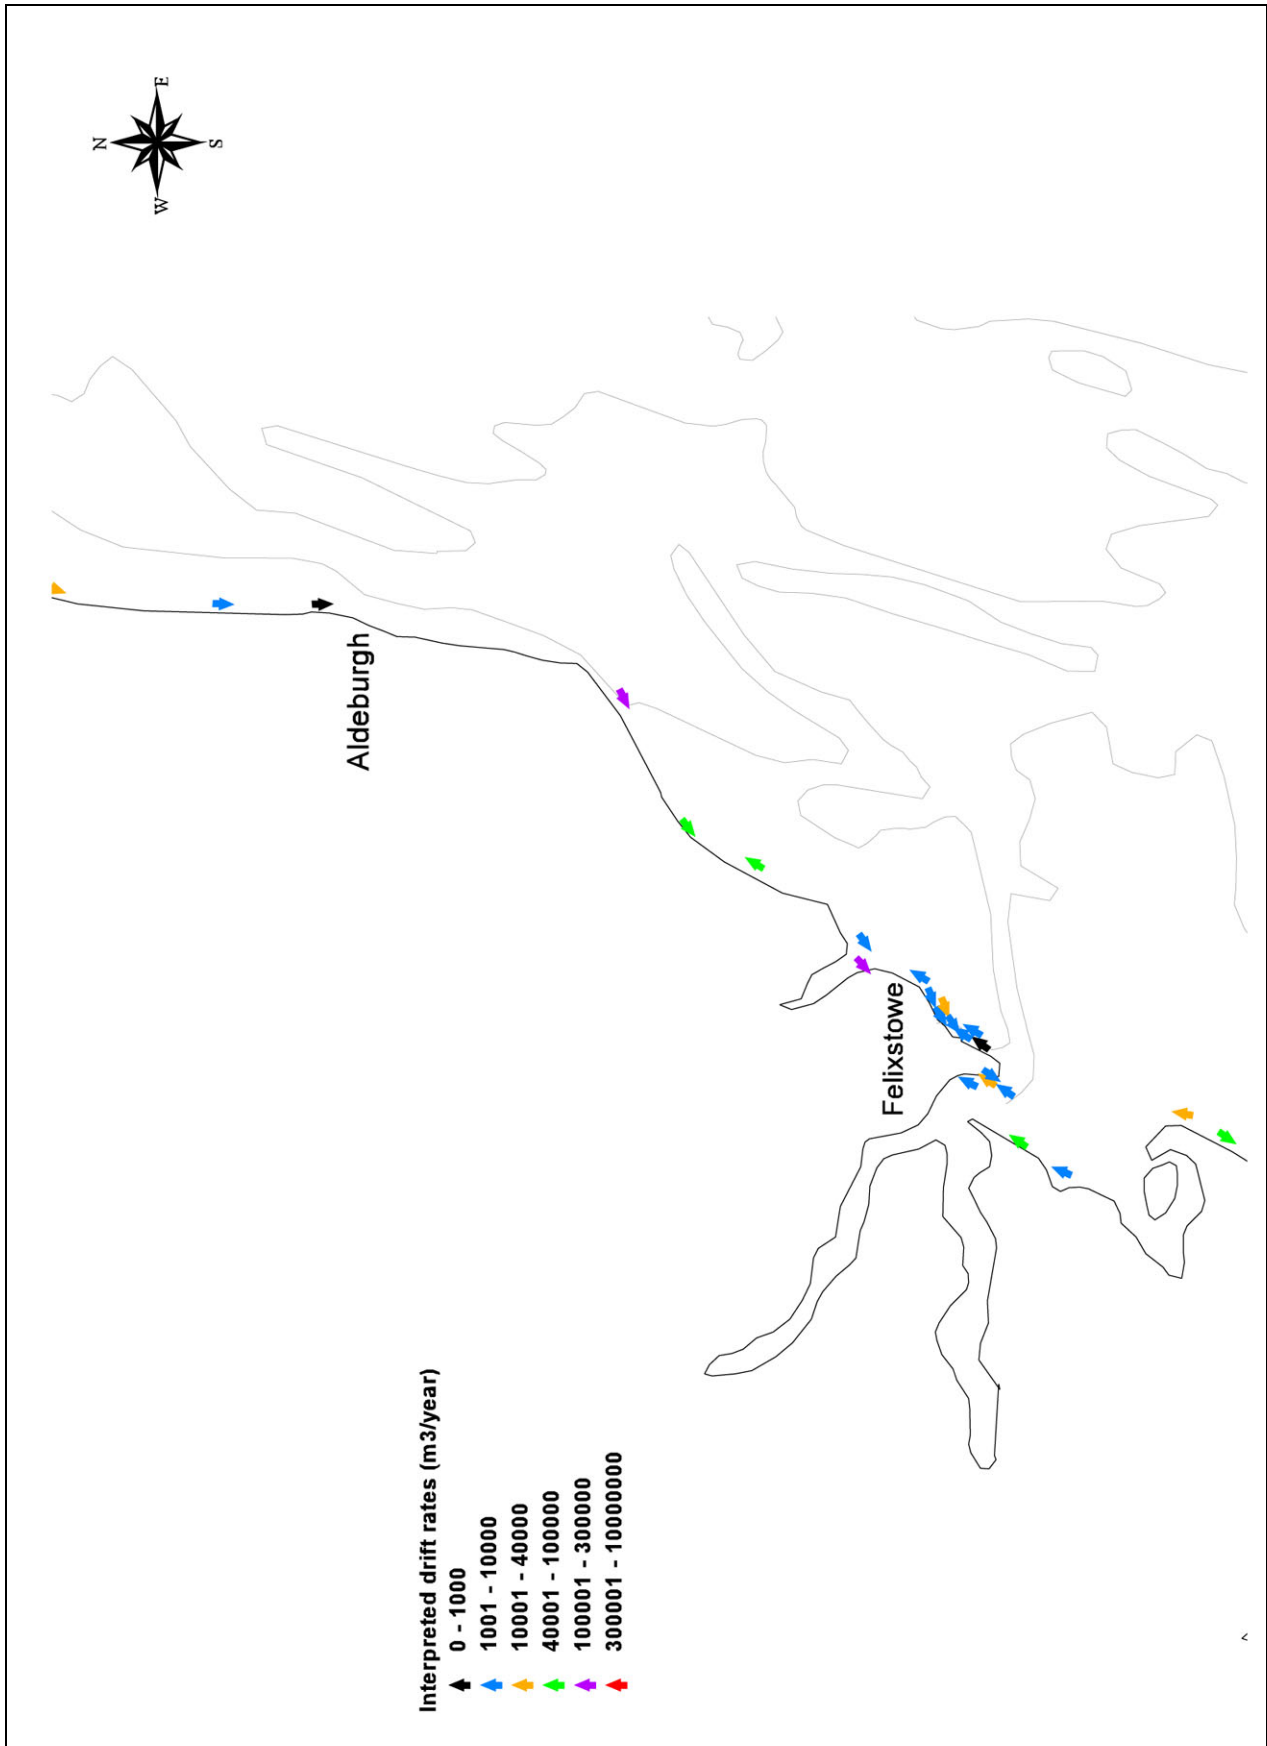 N
E
S
W
Aldeburgh
Felixstowe
Interpreted drift rates (m3/year)
0 - 1000
1001 - 10000
10001 - 40000
40001 - 100000
100001 - 300000
300001 - 10000000